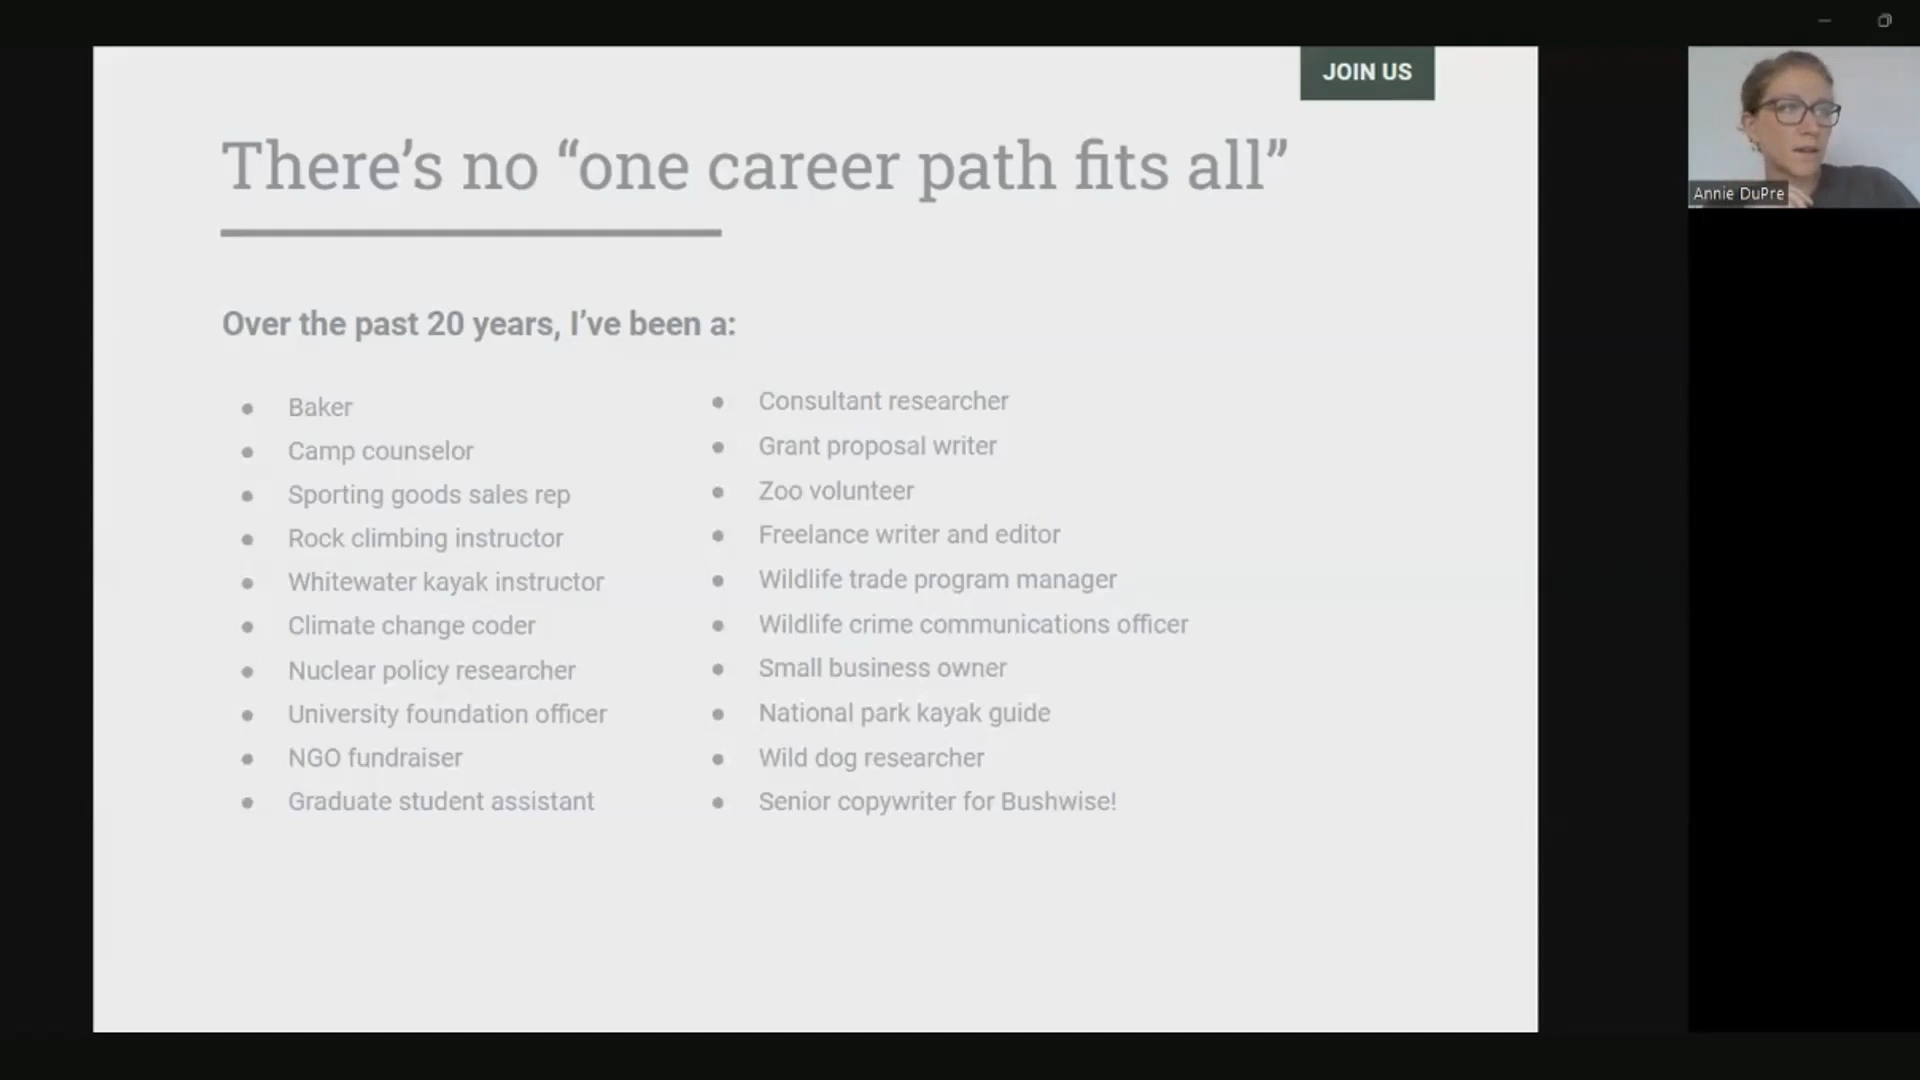 JOIN US
There’s no “one career path fits all”
Over the past 20 years, I’ve been a:
● Baker
● Camp counselor
● Sporting goods sales rep
● Rock climbing instructor
● Whitewater kayak instructor
● Climate change coder
● Nuclear policy researcher
● University foundation officer
● NGO fundraiser
● Graduate student assistant
● Consultant researcher
● Grant proposal writer
● Zoo volunteer
● Freelance writer and editor
● Wildlife trade program manager
● Wildlife crime communications officer
● Small business owner
● National park kayak guide
● Wild dog researcher
● Senior copywriter for Bushwise!
Annie DuPre